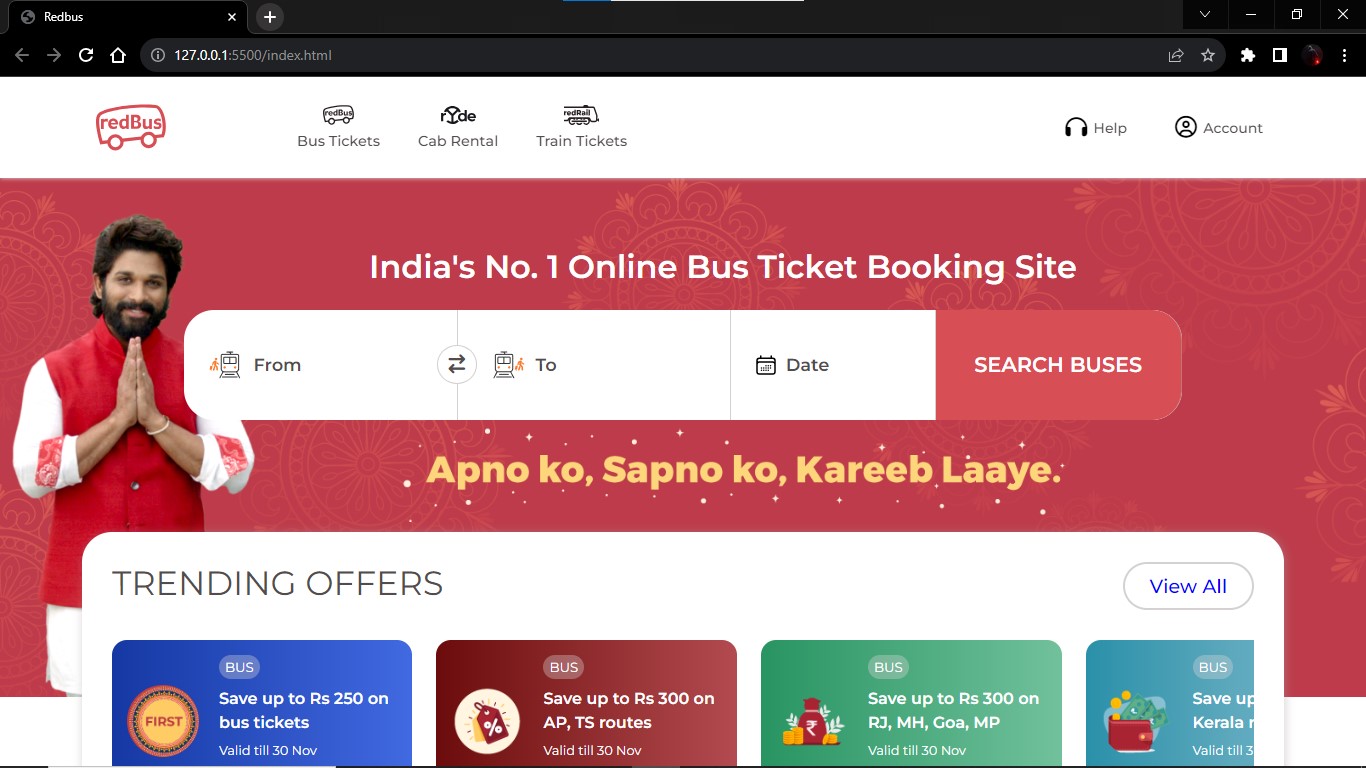 Redbus
127.0.0.1:5500/index.html
redBus
redBus
Bus Tickets
rYde
Cab Rental
redRail
Train Tickets
Help
Account
India's No. 1 Online Bus Ticket Booking Site
From
To
Date
SEARCH BUSES
Apno ko, Sapno ko, Kareeb Laaye.
TRENDING OFFERS
View All
BUS
FIRST
Save up to Rs 250 on
bus tickets
Valid till 30 Nov
BUS
Save up to Rs 300 on
AP, TS routes
Valid till 30 Nov
BUS
Save up to Rs 300 on
RJ, MH, Goa, MP
Valid till 30 Nov
BUS
Save up
Kerala r
Valid till 3